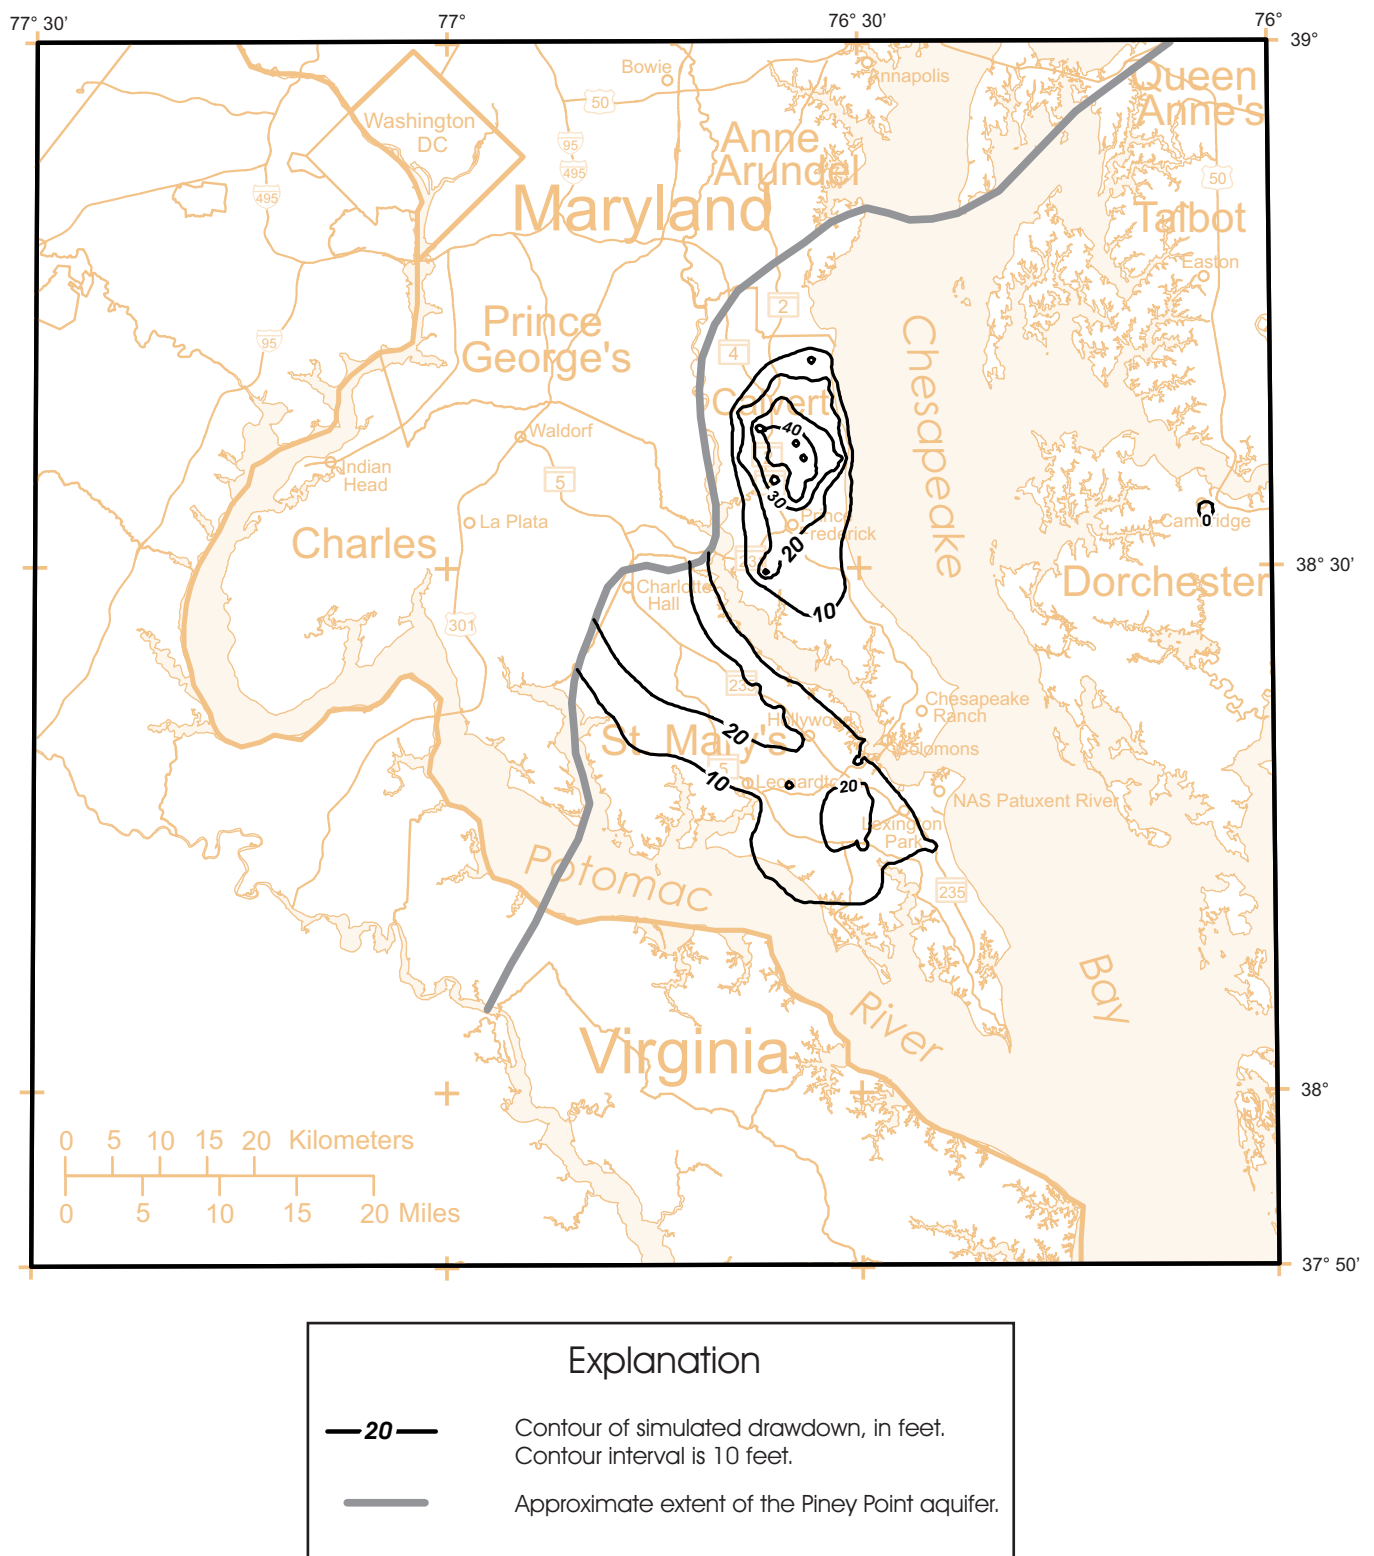 77° 30’
77°
76° 30’
76°
39°
Bowie
Annapolis
Queen
Anne's
50
Washington
DC
95
495
Anne
Arundel
50
495
Maryland
Talbot
Easton
2
Prince
George's
95
4
Chesapeake
Calvert
Waldorf
40
Indian
Head
5
30
La Plata
Prince
Frederick
Cambridge
0
Charles
20
38° 30’
Charlotte
Hall
Dorchester
10
301
235
Chesapeake
Ranch
Hollywood
20
St. Mary's
Solomons
5
10
Leonardtown
20
NAS Patuxent River
Lexington
Park
Potomac
235
Bay
River
Virginia
38°
0 5 10 15 20 Kilometers
0 5 10 15 20 Miles
37° 50’
Explanation
20
Contour of simulated drawdown, in feet.
Contour interval is 10 feet.
Approximate extent of the Piney Point aquifer.